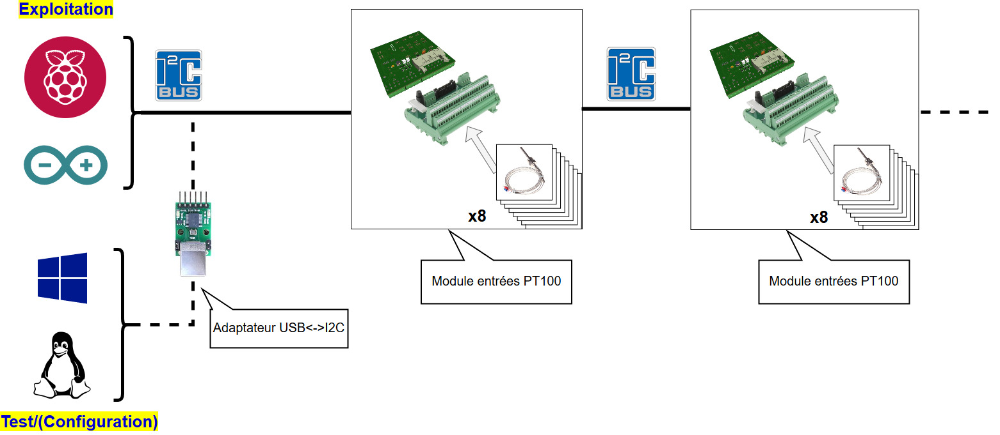 Exploitation
I2C
BUS
I2C
BUS
x8
x8
Module entrées PT100
Module entrées PT100
Adaptateur USB<->I2C
Test/(Configuration)